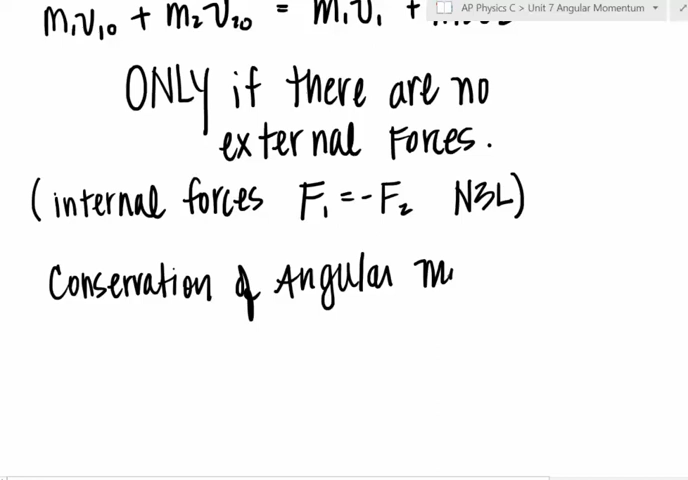 m₁v₁₀ + m₂v₂₀ = m₁v₁ +
AP Physics C > Unit 7 Angular Momentum
ONLY if there are no
external Forces.
(internal forces F₁ = -F₂ N3L)
Conservation of Angular m